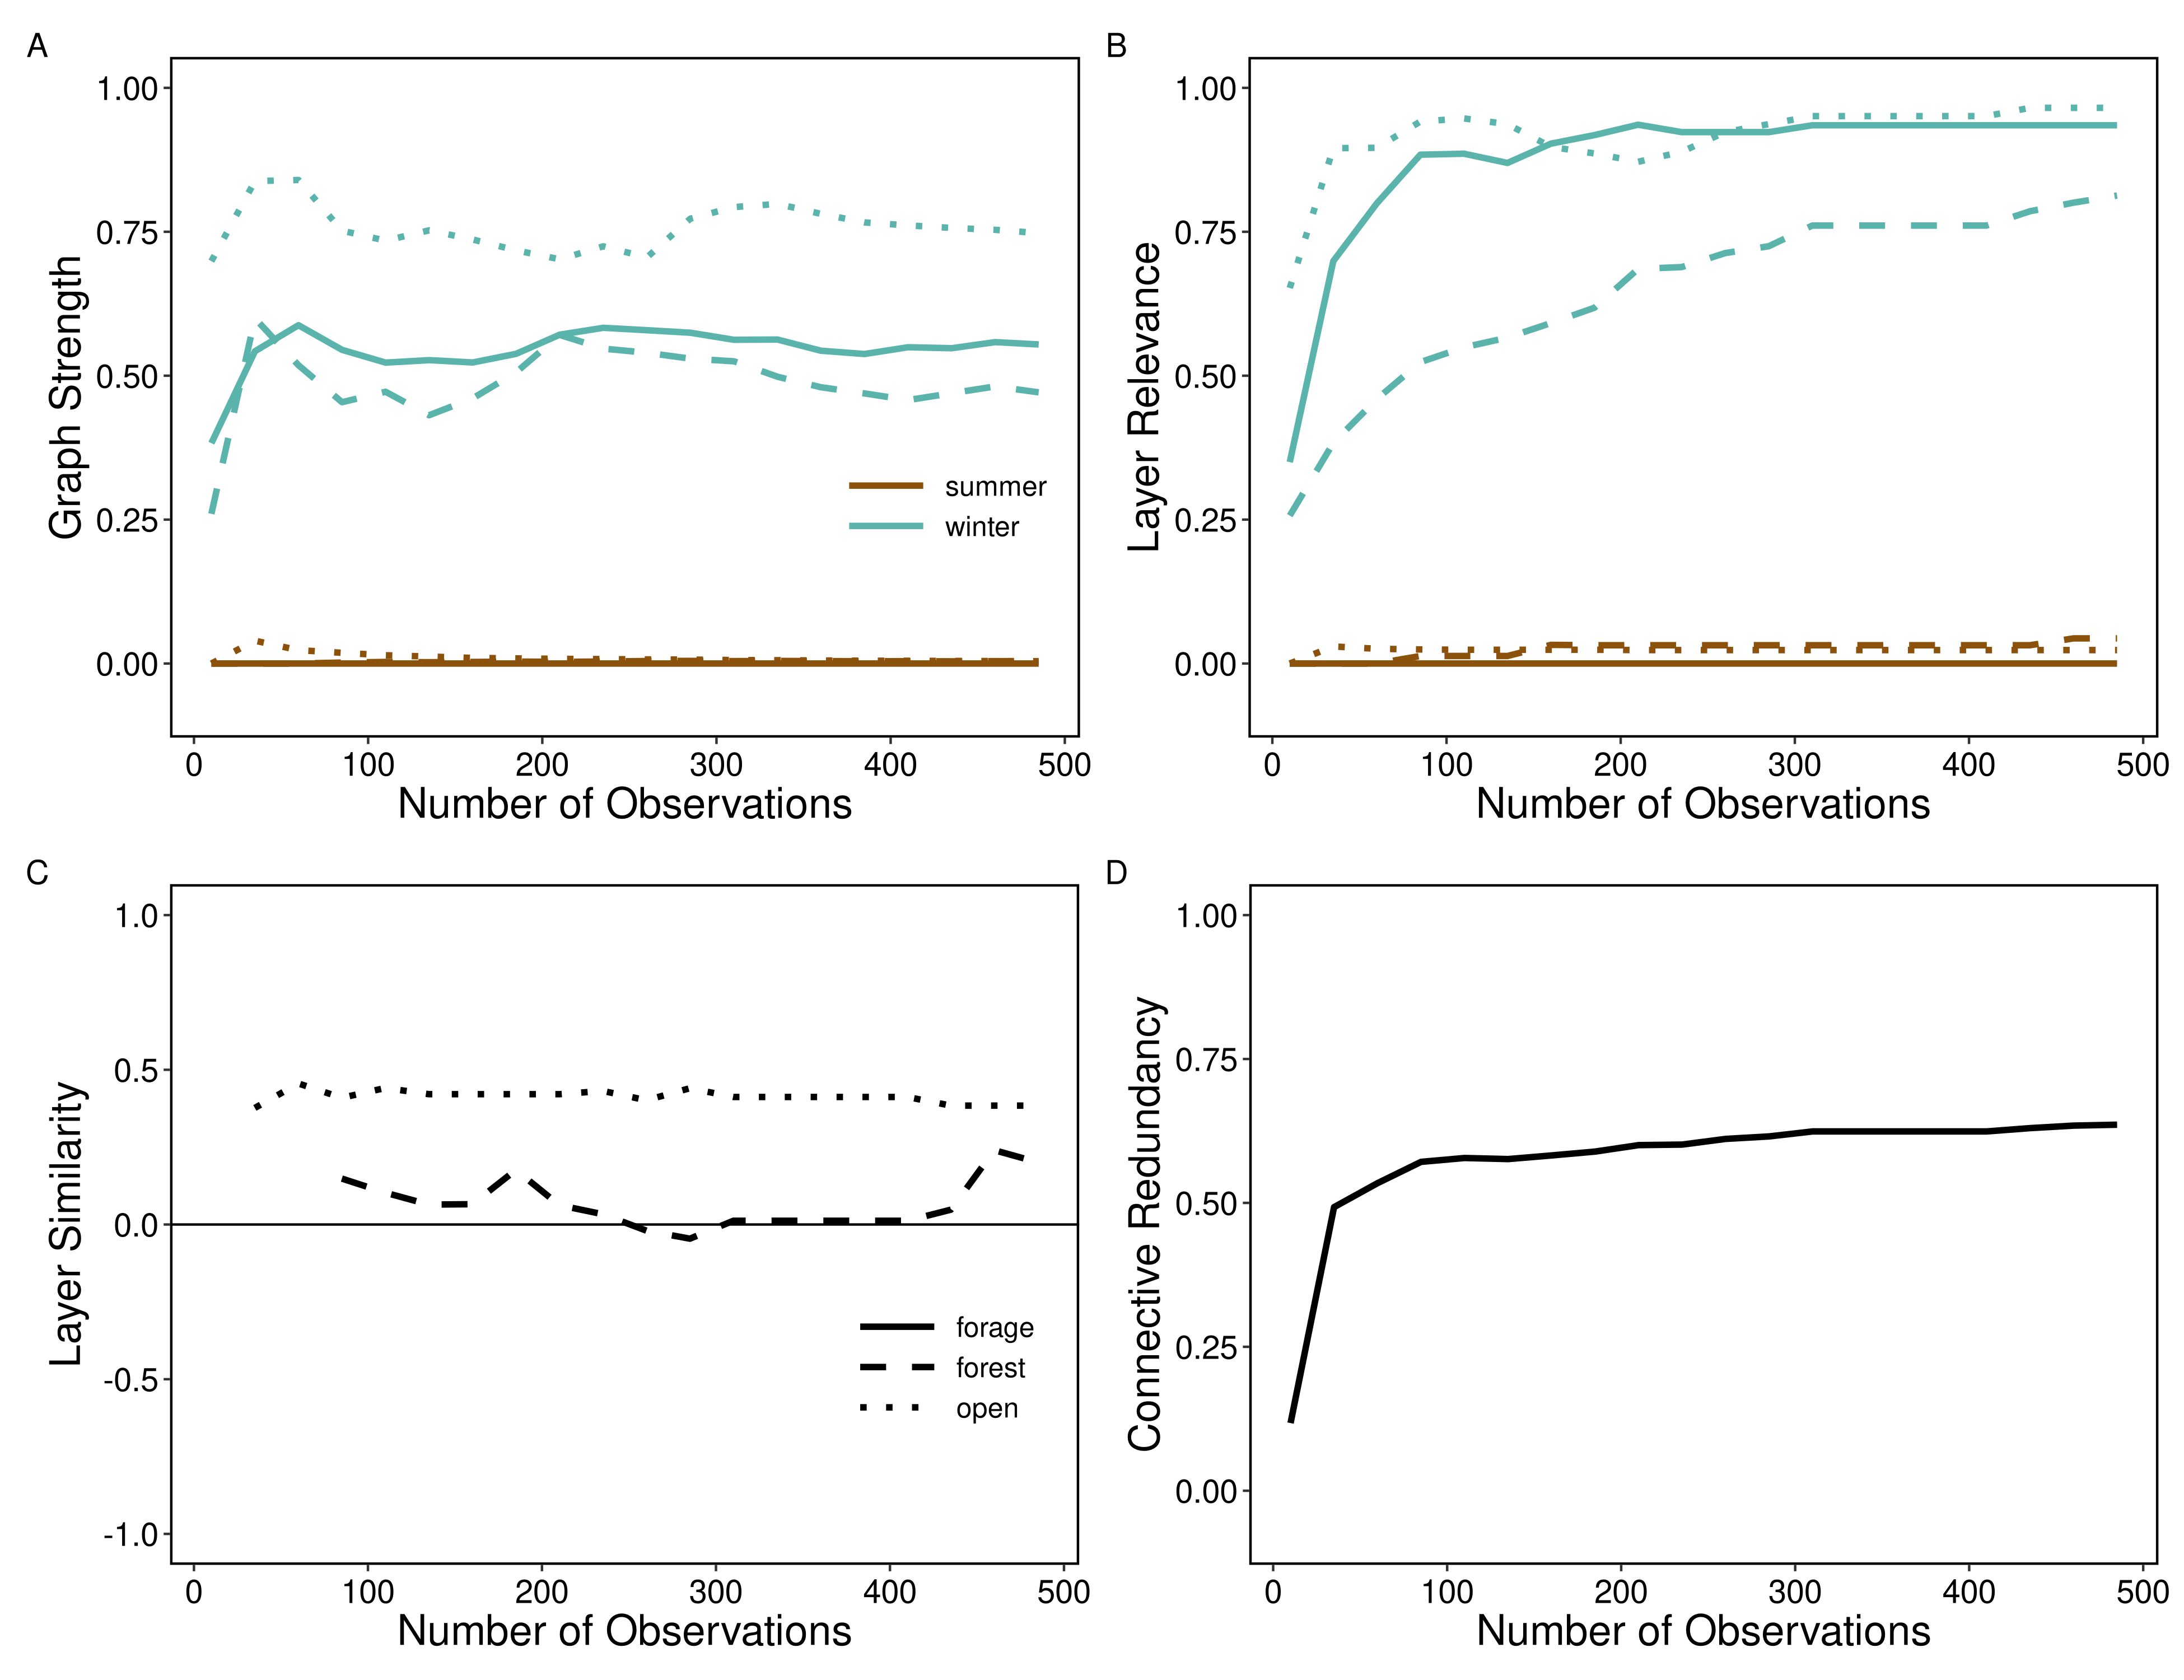 A
1.00
0.75
0.50
0.25
0.00
Graph Strength
summer
winter
0 100 200 300 400 500
Number of Observations
B
1.00
0.75
0.50
0.25
0.00
Layer Relevance
0 100 200 300 400 500
Number of Observations
C
1.0
0.5
0.0
-0.5
-1.0
Layer Similarity
forage
forest
open
0 100 200 300 400 500
Number of Observations
D
1.00
0.75
0.50
0.25
0.00
Connective Redundancy
0 100 200 300 400 500
Number of Observations